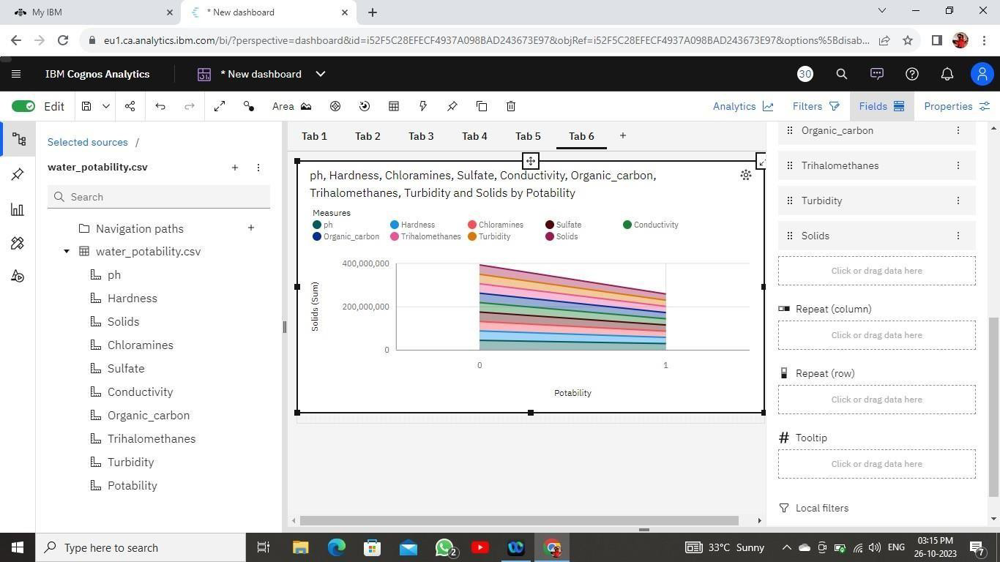 My IBM
* New dashboard
eu1.ca.analytics.ibm.com/bi/?perspective=dashboard&id=i52F5C28EFECF4937A098BAD243673E97&objRef=i52F5C28EFECF4937A098BAD243673E97&options%5Bdisab...
IBM Cognos Analytics
* New dashboard
30
Edit
Area
Analytics
Filters
Fields
Properties
Selected sources /
water_potability.csv
Search
Navigation paths
water_potability.csv
ph
Hardness
Solids
Chloramines
Sulfate
Conductivity
Organic_carbon
Trihalomethanes
Turbidity
Potability
Tab 1 Tab 2 Tab 3 Tab 4 Tab 5 Tab 6
ph, Hardness, Chloramines, Sulfate, Conductivity, Organic_carbon,
Trihalomethanes, Turbidity and Solids by Potability
Measures
ph Hardness Chloramines Sulfate Conductivity
Organic_carbon Trihalomethanes Turbidity Solids
Solids (Sum)
400,000,000
200,000,000
0
0 1
Potability
Organic_carbon
Trihalomethanes
Turbidity
Solids
Click or drag data here
Repeat (column)
Click or drag data here
Repeat (row)
Click or drag data here
# Tooltip
Click or drag data here
Local filters
Type here to search
2
33°C Sunny
ENG
03:15 PM
26-10-2023
7